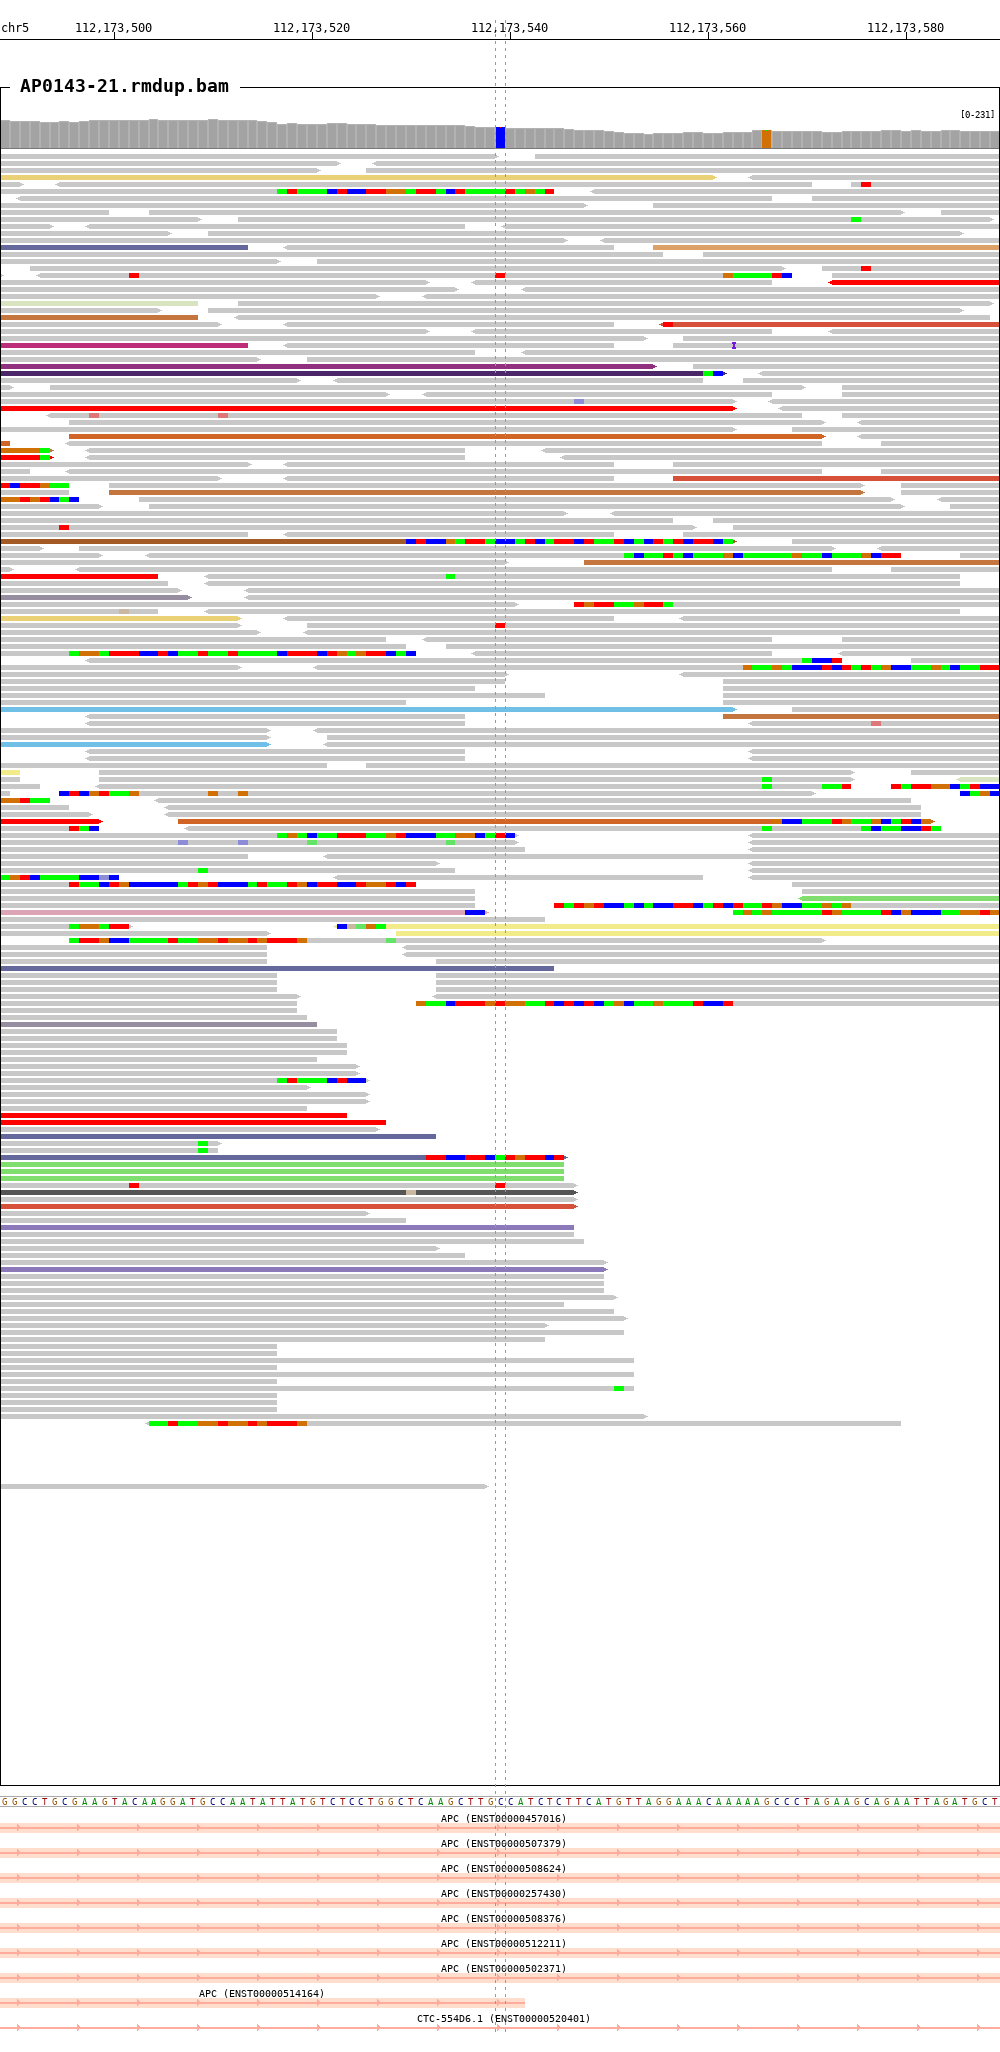 chr5 112,173,500 112,173,520 112,173,540 112,173,560 112,173,580
AP0143-21.rmdup.bam
[0-231]
G G C C T G C G A A G T A C A A G G A T G C C A A T A T T A T G T C T C C T G G C T C A A G C T T G C C A T C T C T T C A T G T T A G G A A A C A A A A A G C C C T A G A A G C A G A A T T A G A T G C T
APC (ENST00000457016)
APC (ENST00000507379)
APC (ENST00000508624)
APC (ENST00000257430)
APC (ENST00000508376)
APC (ENST00000512211)
APC (ENST00000502371)
APC (ENST00000514164)
CTC-554D6.1 (ENST00000520401)